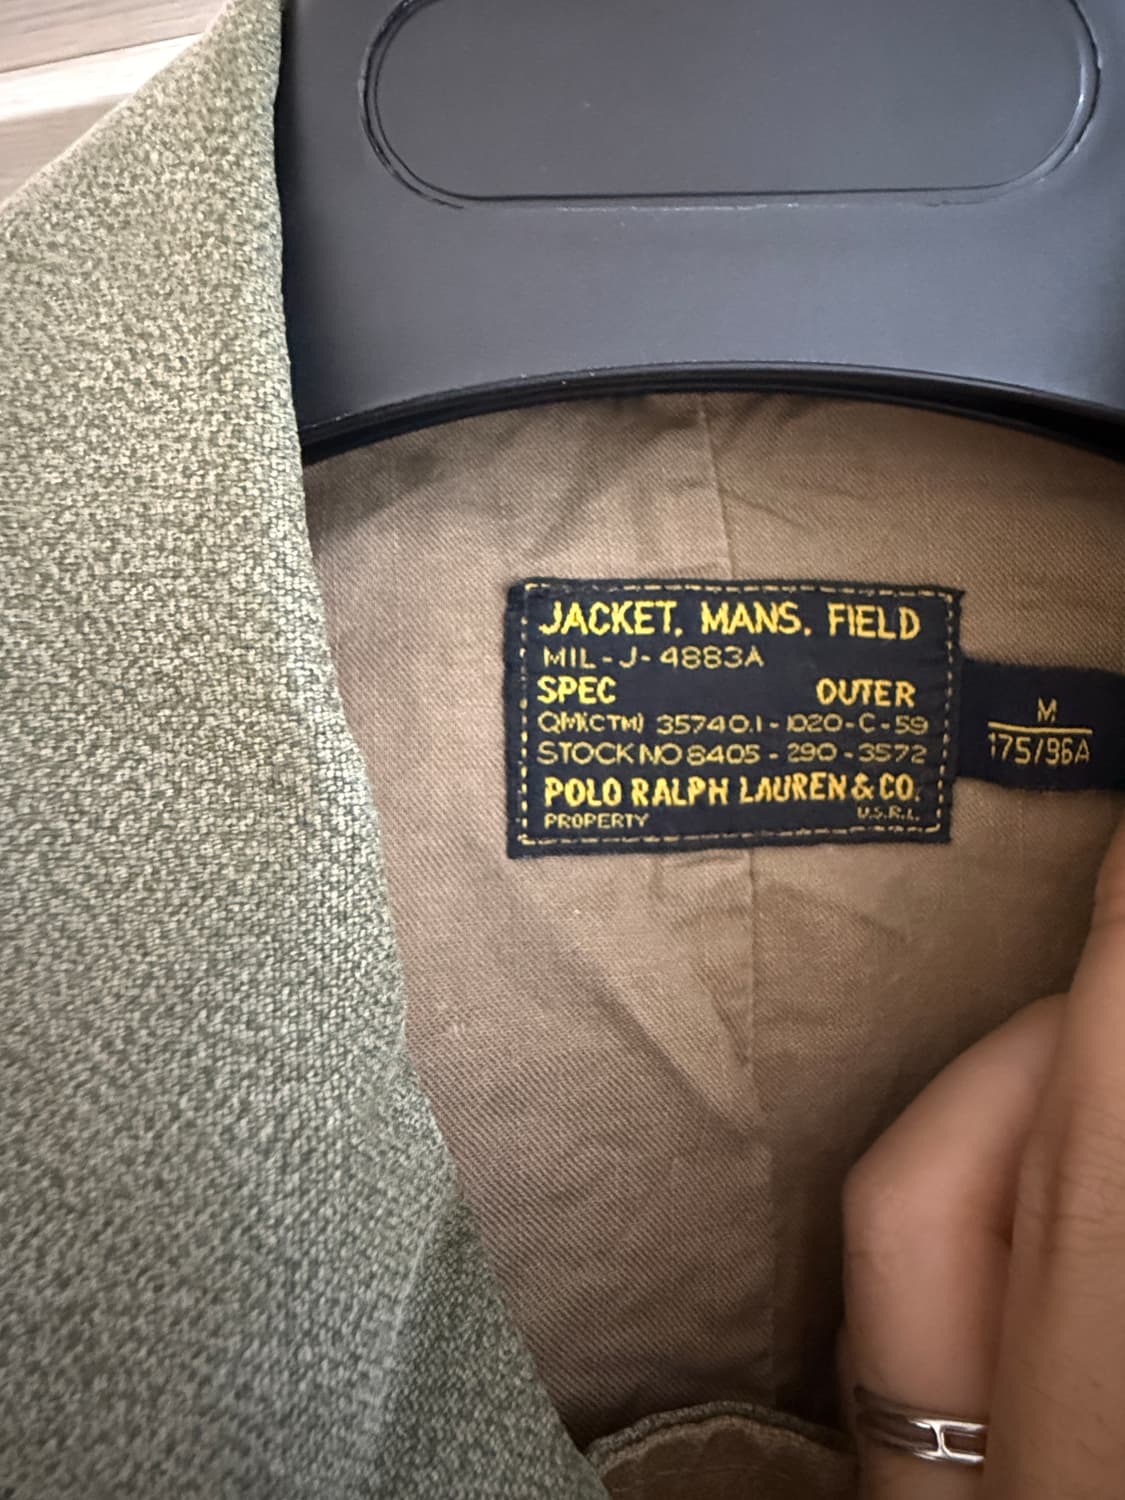 JACKET, MANS, FIELD
MIL-J-4883A
SPEC OUTER
QM(CTM) 35740.1-1020-C-59
STOCK NO 8405-290-3572
POLO RALPH LAUREN & CO.
PROPERTY U.S.R.L.
M
175/96A